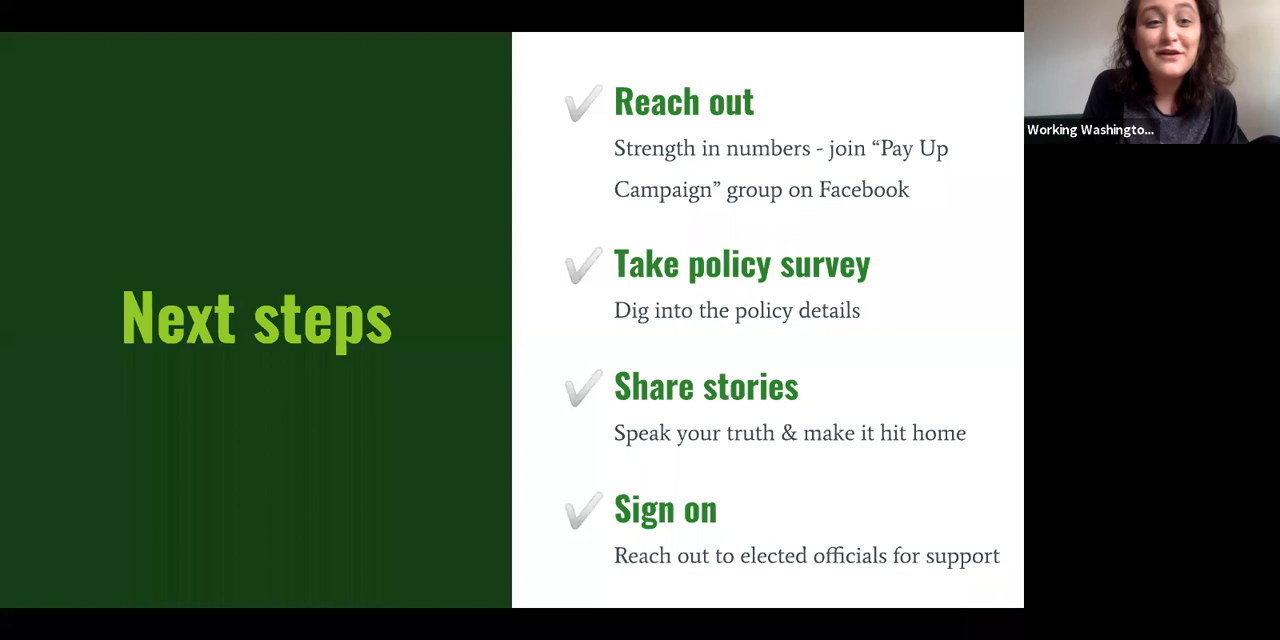 Next steps
Reach out
Strength in numbers - join “Pay Up
Campaign” group on Facebook
Take policy survey
Dig into the policy details
Share stories
Speak your truth & make it hit home
Sign on
Reach out to elected officials for support
Working Washingto...